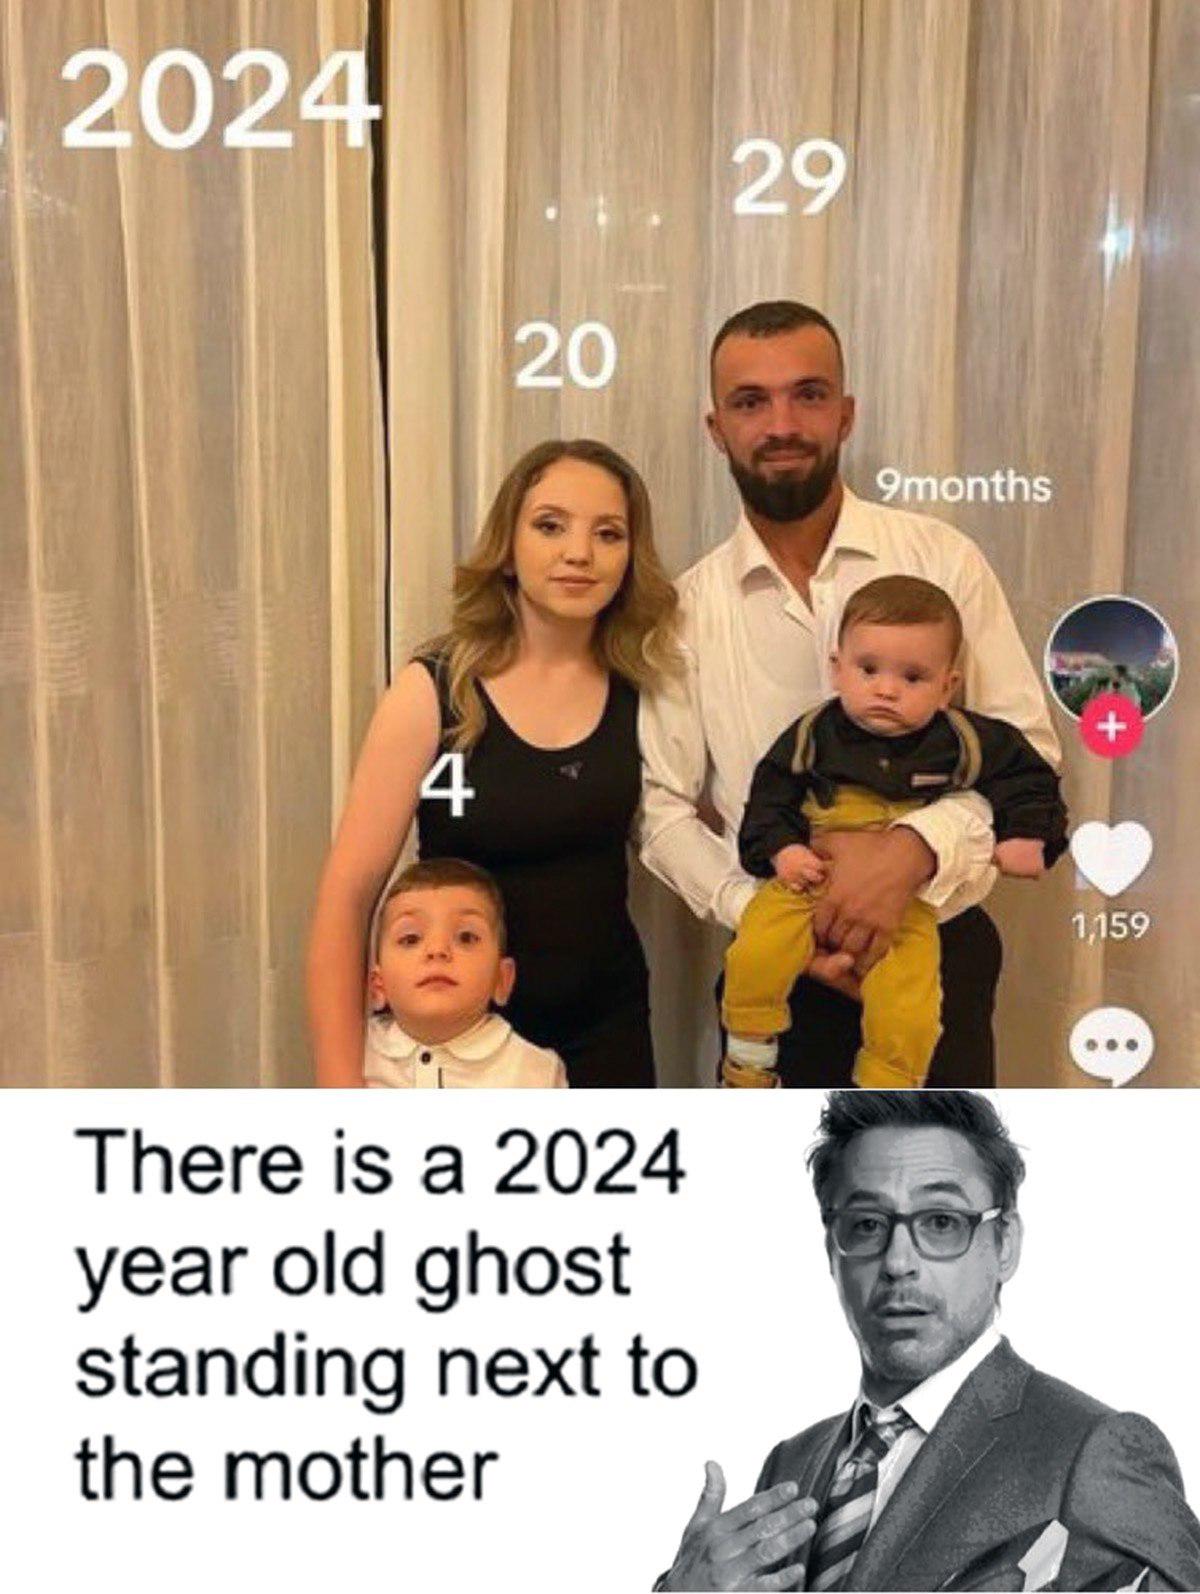 2024
29
20
9months
4
1,159
There is a 2024
year old ghost
standing next to
the mother